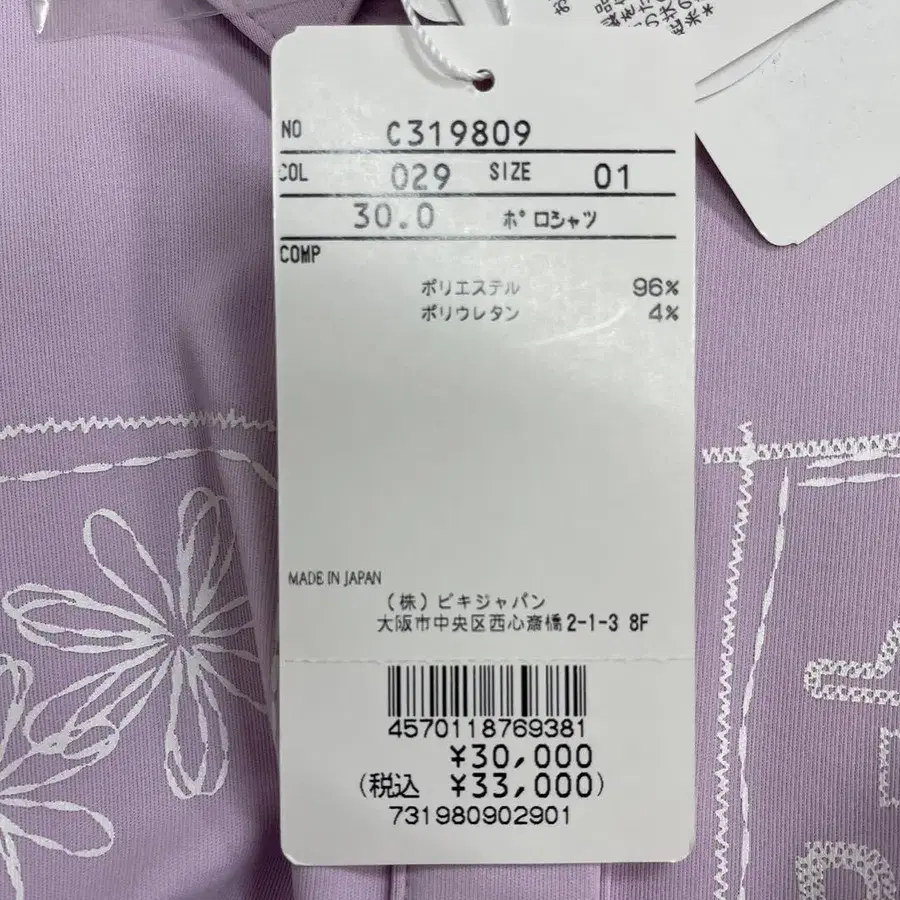 NO C319809
COL 029 SIZE 01
30.0 ポロシャツ
COMP
ポリエステル 96%
ポリウレタン 4%
MADE IN JAPAN
（株）ピキジャパン
大阪市中央区西心斎橋2-1-3 8F
4570118769381
¥30,000
(税込 ¥33,000)
731980902901